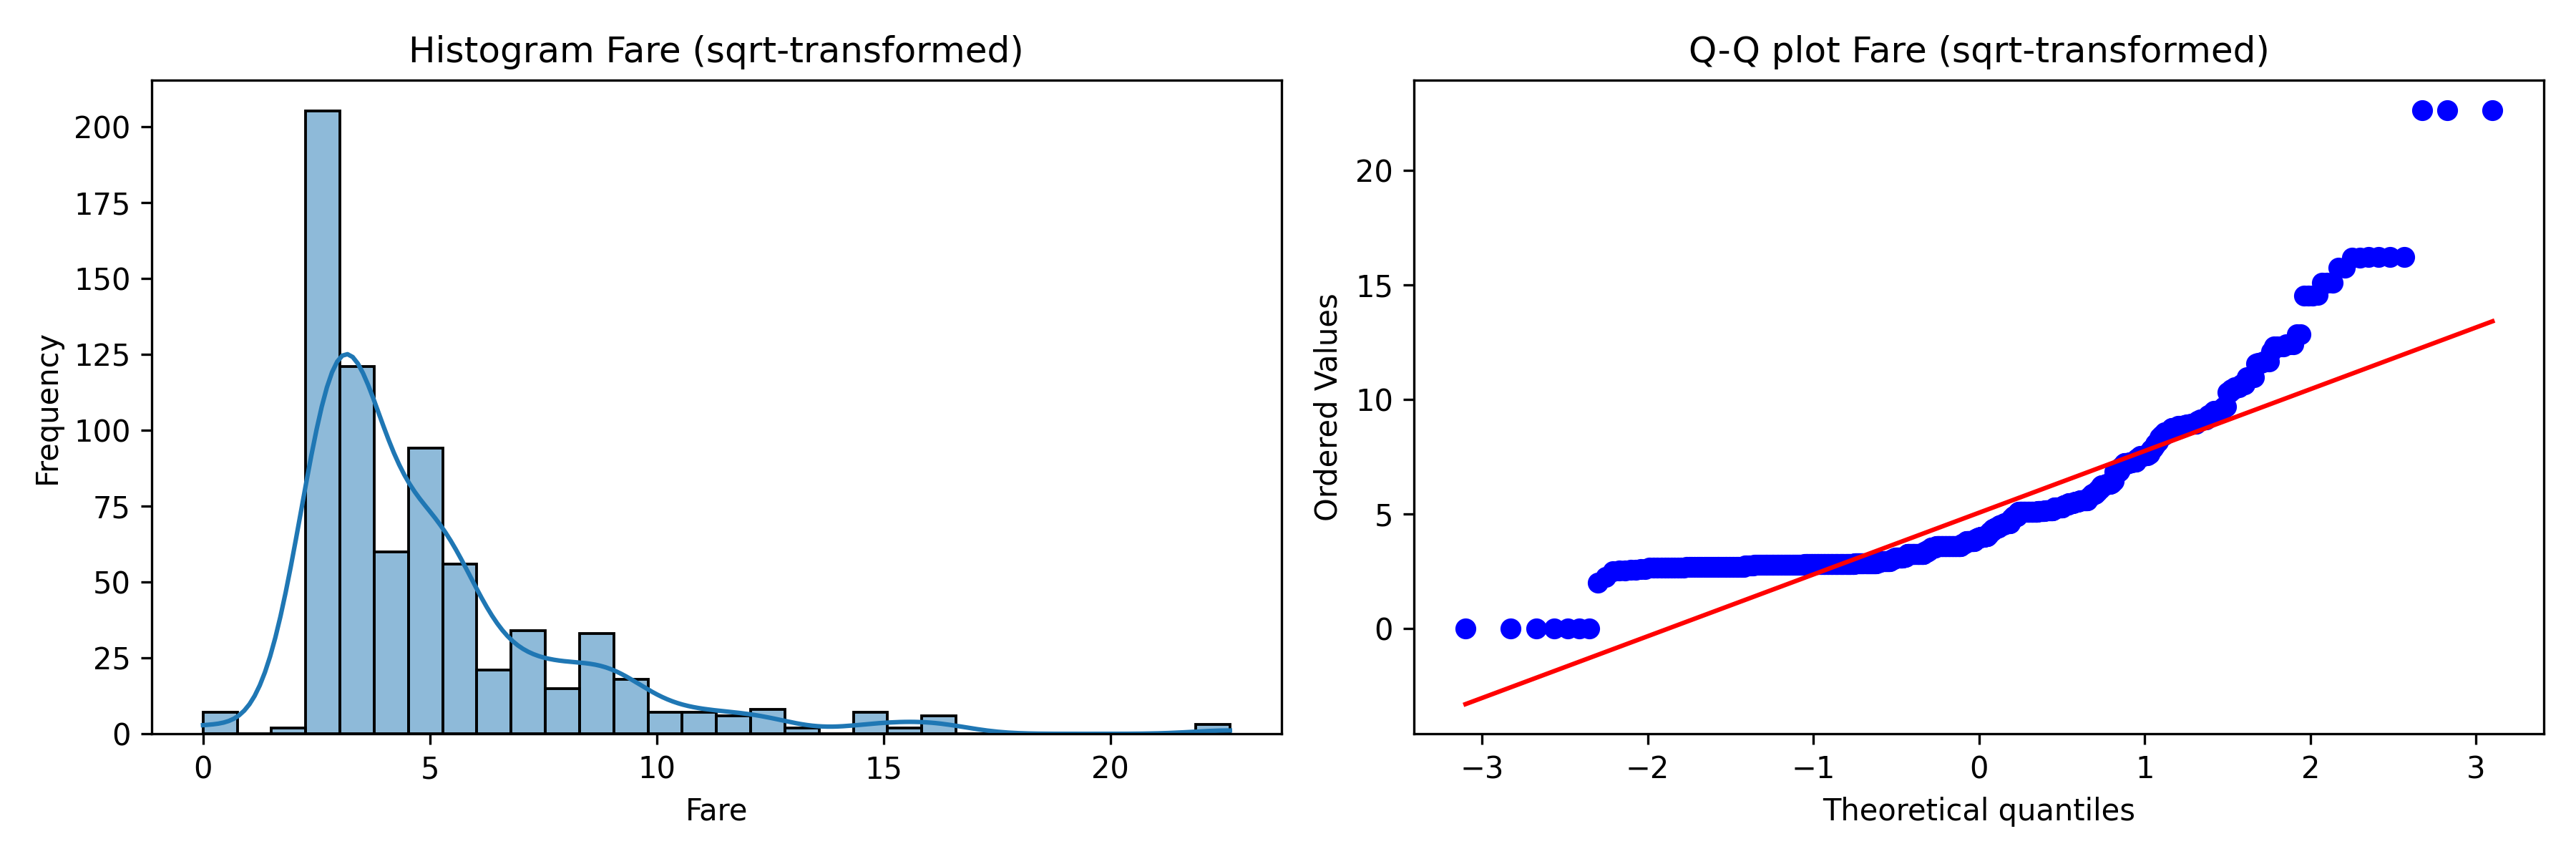 Histogram Fare (sqrt-transformed)
Frequency
200
175
150
125
100
75
50
25
0
0 5 10 15 20
Fare
Q-Q plot Fare (sqrt-transformed)
Ordered Values
20
15
10
5
0
−3 −2 −1 0 1 2 3
Theoretical quantiles